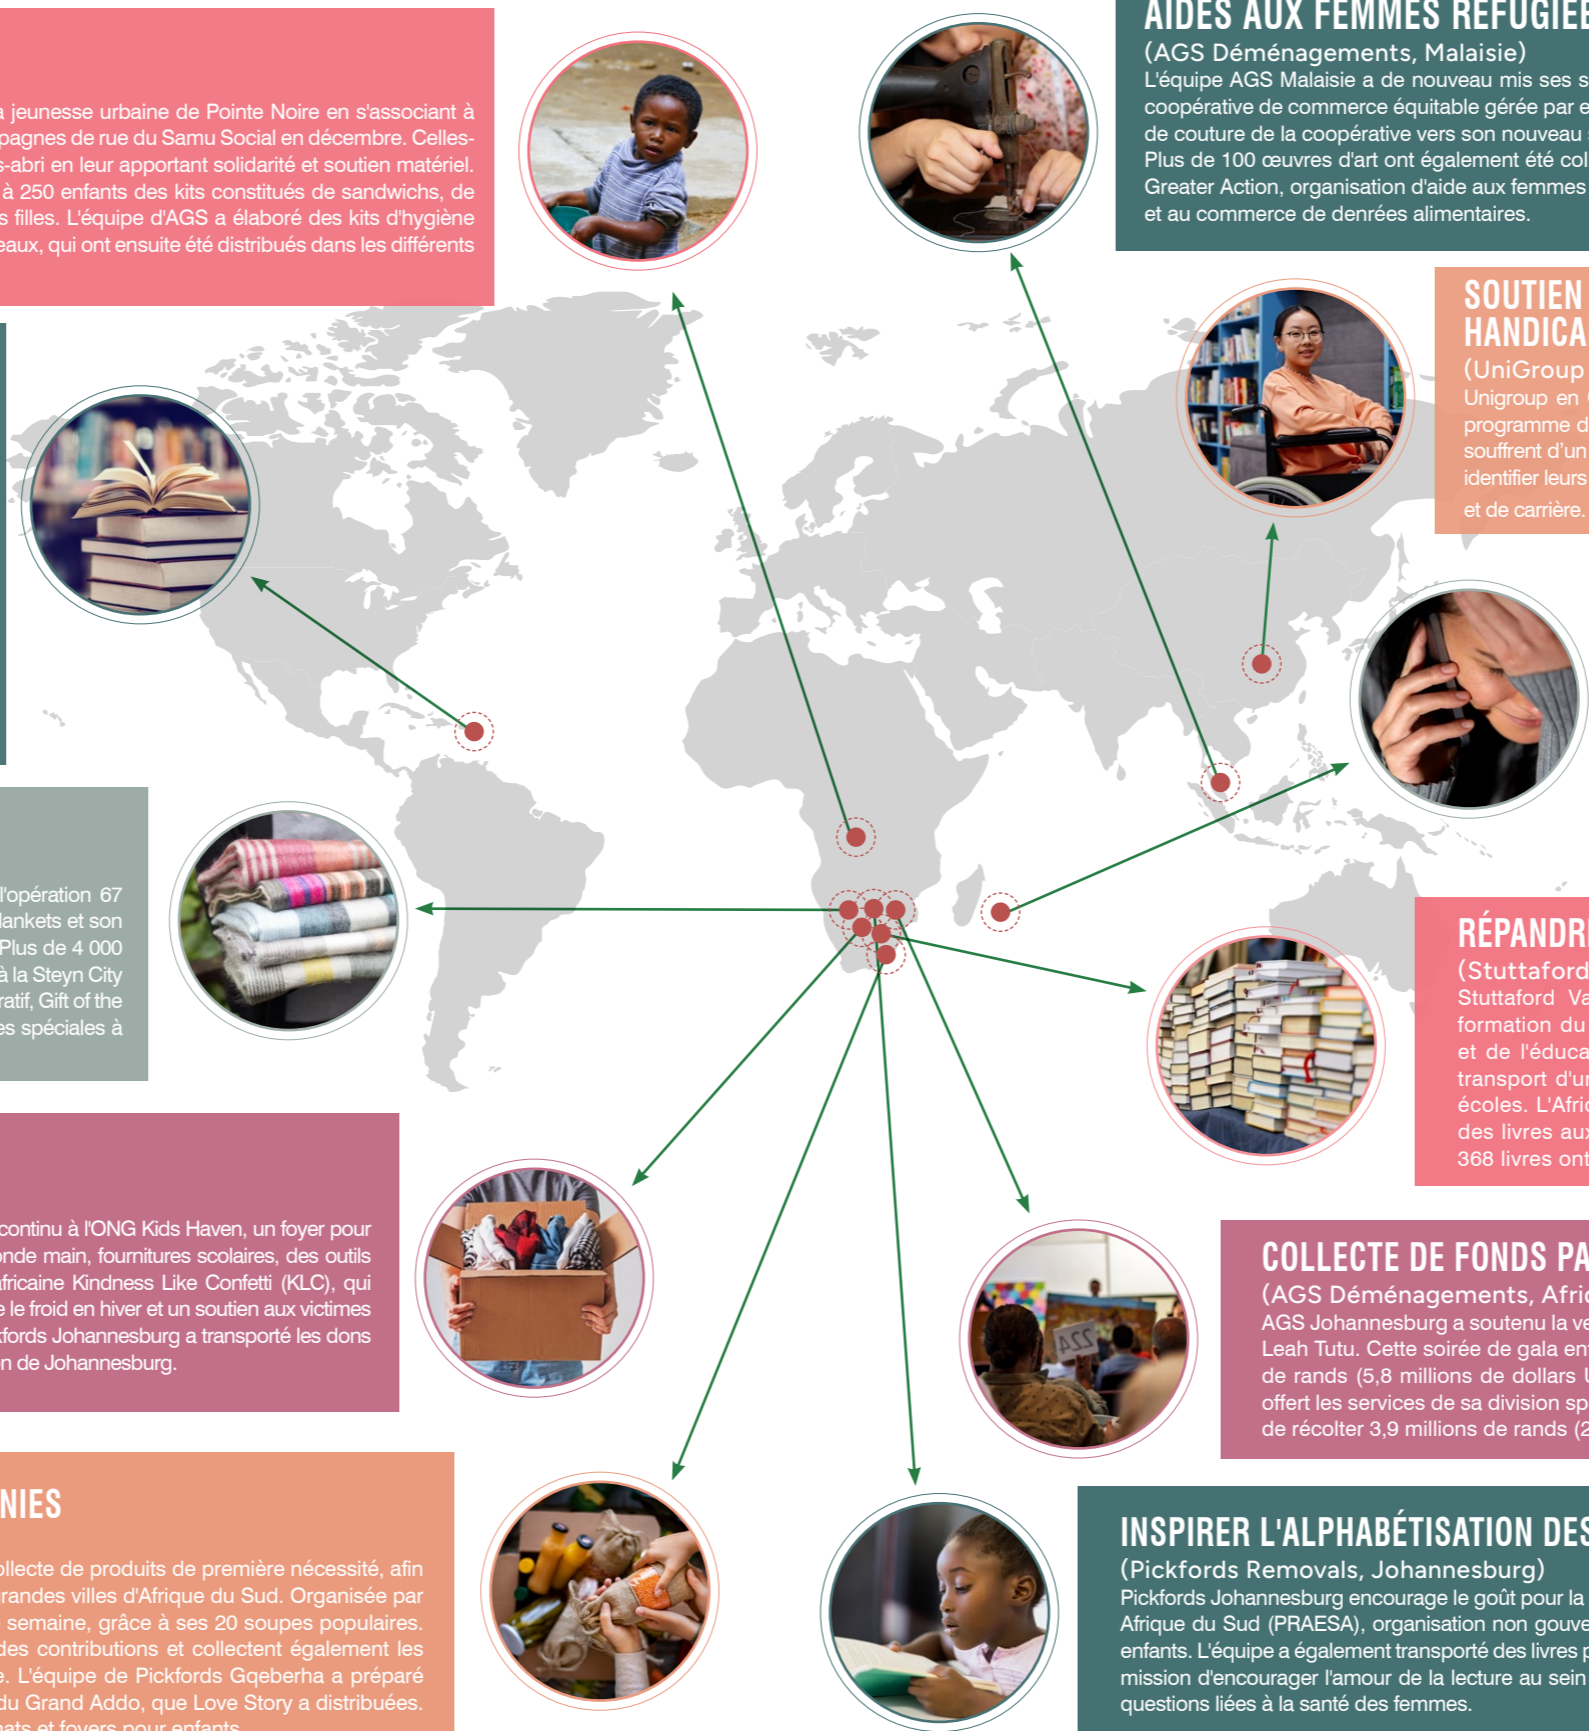 a jeunesse urbaine de Pointe Noire en s'associant à
pagnes de rue du Samu Social en décembre. Celles-
s-abri en leur apportant solidarité et soutien matériel.
à 250 enfants des kits constitués de sandwichs, de
s filles. L'équipe d'AGS a élaboré des kits d'hygiène
eaux, qui ont ensuite été distribués dans les différents
AIDES AUX FEMMES RÉFUGIÉE
(AGS Déménagements, Malaisie)
L'équipe AGS Malaisie a de nouveau mis ses s
coopérative de commerce équitable gérée par e
de couture de la coopérative vers son nouveau
Plus de 100 œuvres d'art ont également été col
Greater Action, organisation d'aide aux femmes
et au commerce de denrées alimentaires.
SOUTIEN
HANDICA
(UniGroup
Unigroup en
programme d
souffrent d'un
identifier leurs
et de carrière.
l'opération 67
lankets et son
Plus de 4 000
à la Steyn City
ratif, Gift of the
es spéciales à
RÉPANDRE
(Stuttaford
Stuttaford Va
formation du
et de l'éduca
transport d'un
écoles. L'Afric
des livres aux
368 livres ont
continu à l'ONG Kids Haven, un foyer pour
onde main, fournitures scolaires, des outils
africaine Kindness Like Confetti (KLC), qui
e le froid en hiver et un soutien aux victimes
kfords Johannesburg a transporté les dons
on de Johannesburg.
224
COLLECTE DE FONDS PA
(AGS Déménagements, Afric
AGS Johannesburg a soutenu la ve
Leah Tutu. Cette soirée de gala ent
de rands (5,8 millions de dollars U
offert les services de sa division sp
de récolter 3,9 millions de rands (2
NIES
ollecte de produits de première nécessité, afin
grandes villes d'Afrique du Sud. Organisée par
e semaine, grâce à ses 20 soupes populaires.
des contributions et collectent également les
e. L'équipe de Pickfords Gqeberha a préparé
du Grand Addo, que Love Story a distribuées.
nats et foyers pour enfants.
INSPIRER L'ALPHABÉTISATION DES
(Pickfords Removals, Johannesburg)
Pickfords Johannesburg encourage le goût pour la
Afrique du Sud (PRAESA), organisation non gouve
enfants. L'équipe a également transporté des livres p
mission d'encourager l'amour de la lecture au sein
questions liées à la santé des femmes.